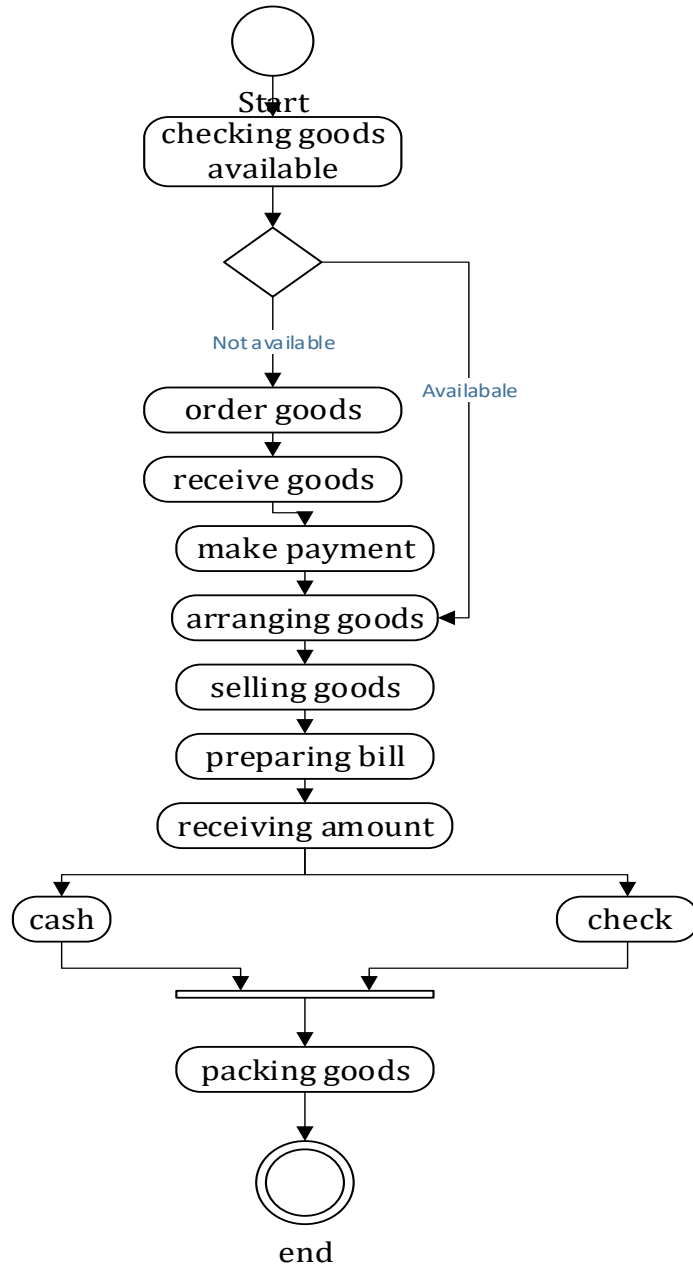 Start
checking goods
available
Not available
Availabale
order goods
receive goods
make payment
arranging goods
selling goods
preparing bill
receiving amount
cash
check
packing goods
end